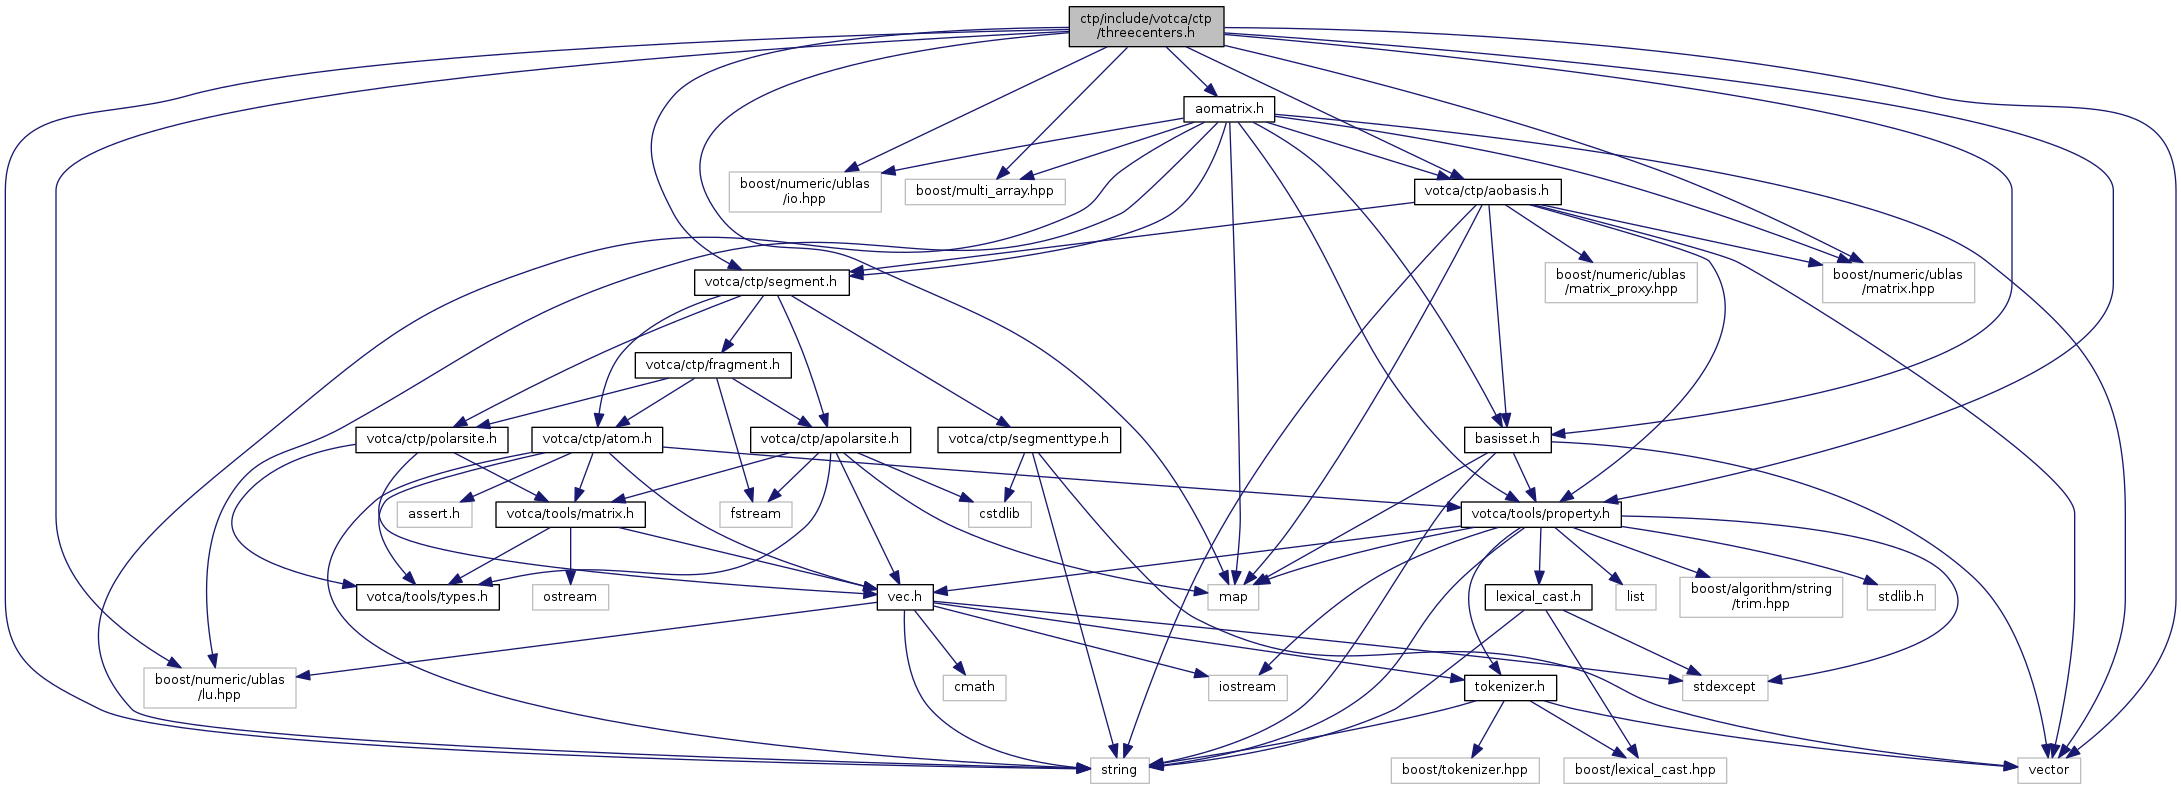 ctp/include/votca/ctp
/threecenters.h
aomatrix.h
boost/numeric/ublas
/io.hpp
boost/multi_array.hpp
votca/ctp/aobasis.h
votca/ctp/segment.h
boost/numeric/ublas
/matrix_proxy.hpp
boost/numeric/ublas
/matrix.hpp
votca/ctp/fragment.h
votca/ctp/polarsite.h
votca/ctp/atom.h
votca/ctp/apolarsite.h
votca/ctp/segmenttype.h
basisset.h
assert.h
votca/tools/matrix.h
fstream
cstdlib
votca/tools/property.h
votca/tools/types.h
ostream
vec.h
map
lexical_cast.h
list
boost/algorithm/string
/trim.hpp
stdlib.h
boost/numeric/ublas
/lu.hpp
cmath
iostream
tokenizer.h
stdexcept
string
boost/tokenizer.hpp
boost/lexical_cast.hpp
vector